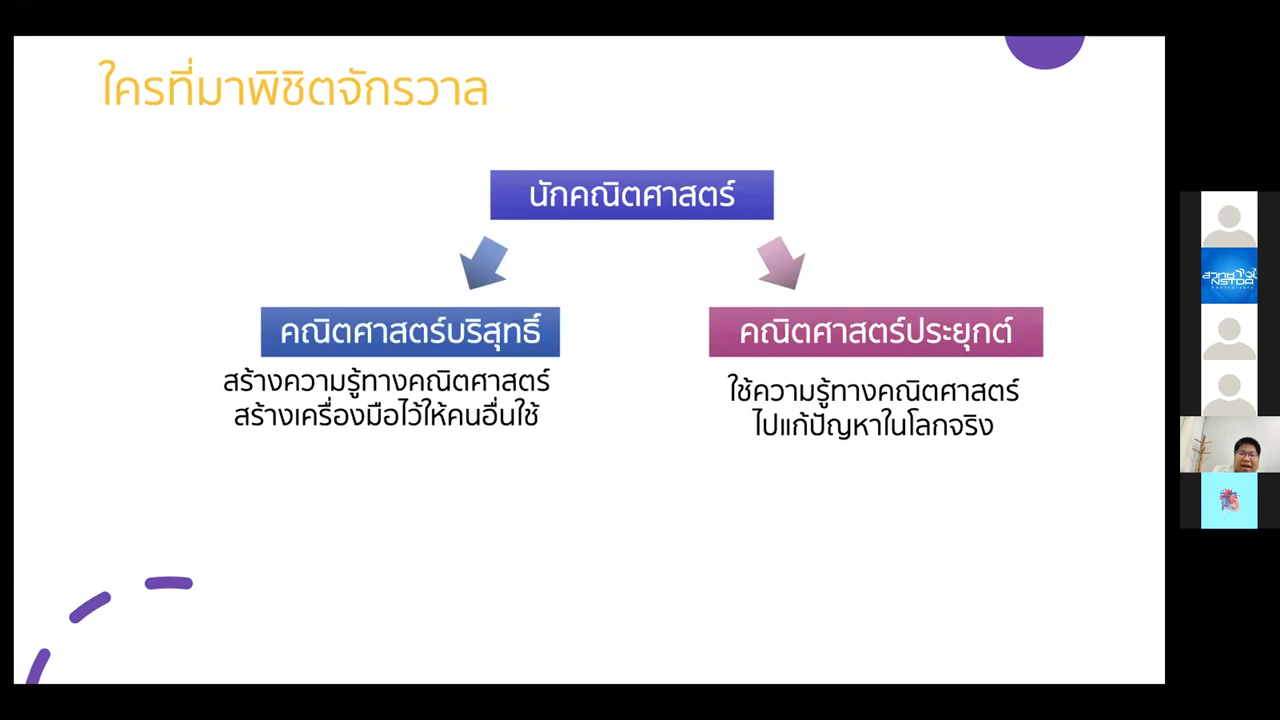 ใครที่มาพิชิตจักรวาล
นักคณิตศาสตร์
คณิตศาสตร์บริสุทธิ์
สร้างความรู้ทางคณิตศาสตร์
สร้างเครื่องมือไว้ให้คนอื่นใช้
คณิตศาสตร์ประยุกต์
ใช้ความรู้ทางคณิตศาสตร์
ไปแก้ปัญหาในโลกจริง
สวทช
NSTDA